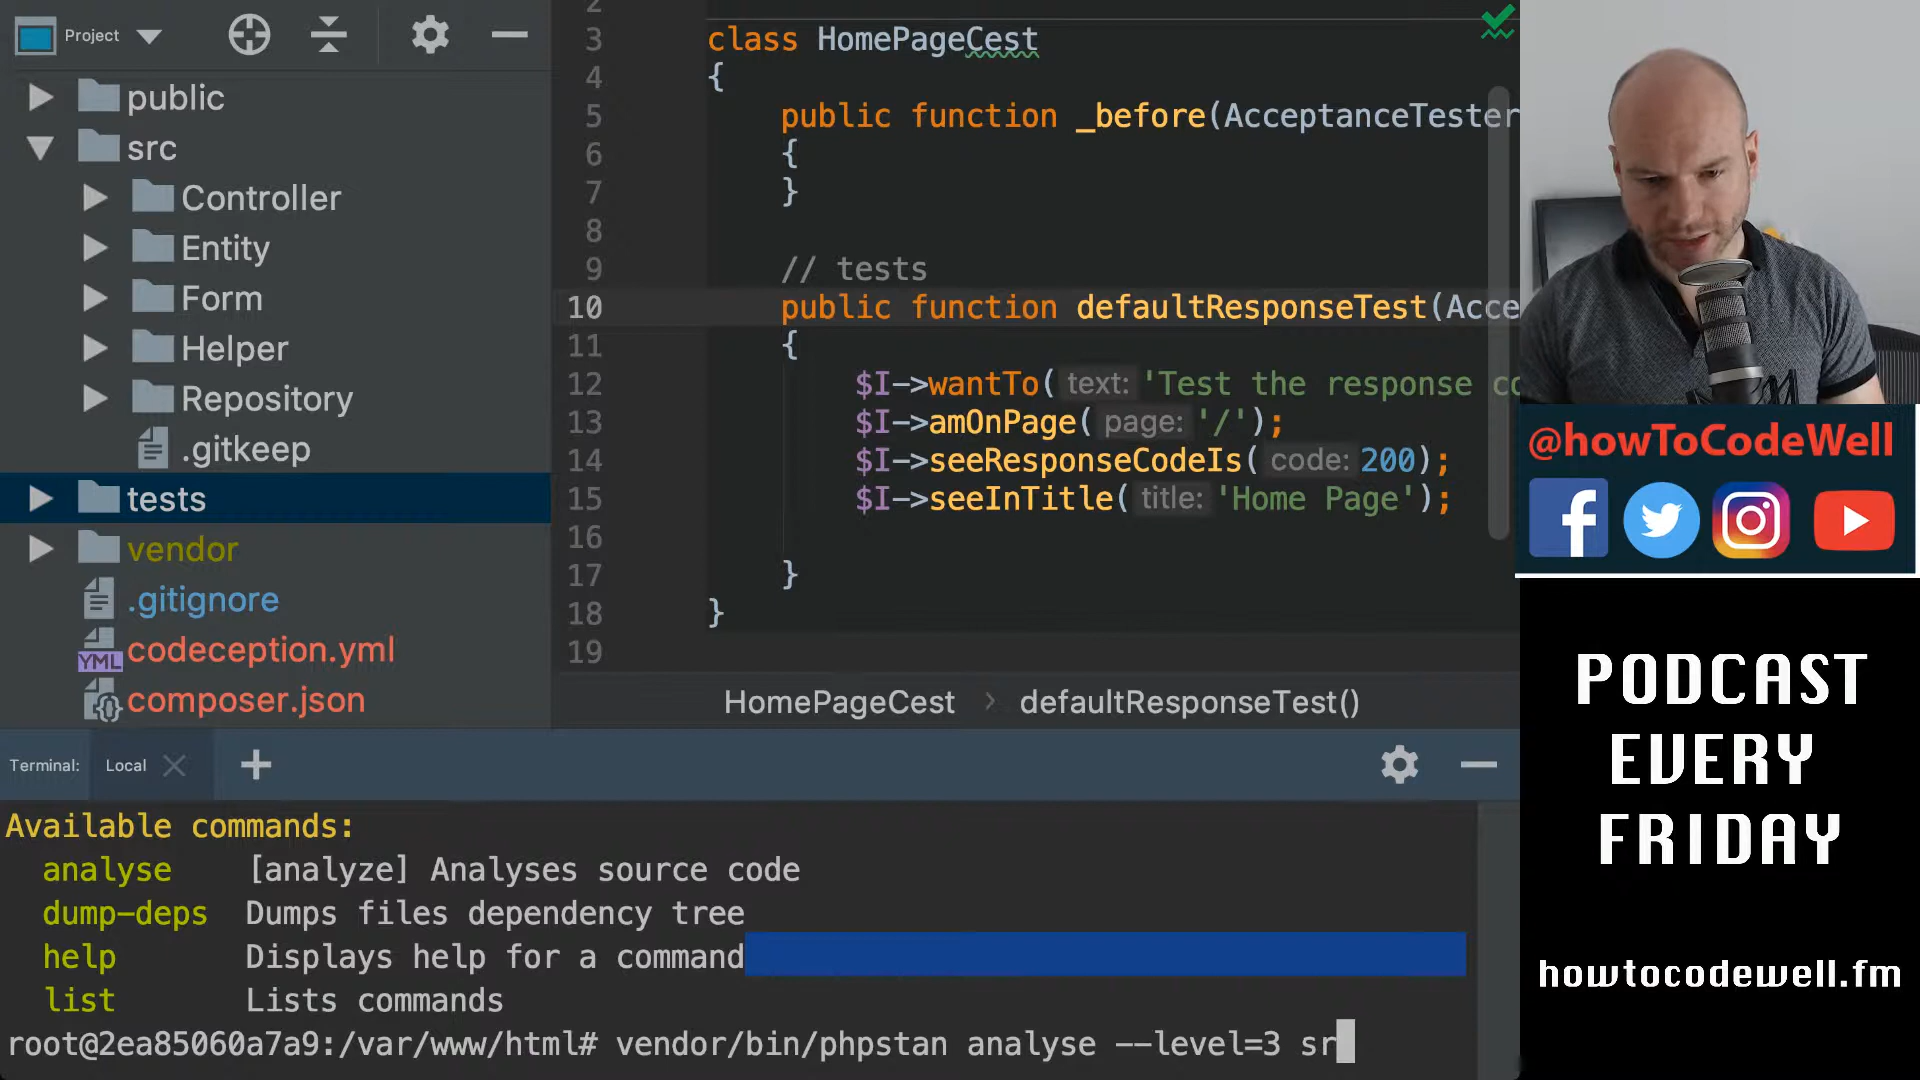 Project
public
src
Controller
Entity
Form
Helper
Repository
.gitkeep
tests
vendor
.gitignore
YML codeception.yml
composer.json
2
3 class HomePageCest
4 {
5 public function _before(AcceptanceTester
6 {
7 }
8
9 // tests
10 public function defaultResponseTest(Acce
11 {
12 $I->wantTo( text: 'Test the response co
13 $I->amOnPage( page: '/');
14 $I->seeResponseCodeIs( code: 200);
15 $I->seeInTitle( title: 'Home Page');
16
17 }
18 }
19
HomePageCest > defaultResponseTest()
Terminal: Local
Available commands:
analyse [analyze] Analyses source code
dump-deps Dumps files dependency tree
help Displays help for a command
list Lists commands
root@2ea85060a7a9:/var/www/html# vendor/bin/phpstan analyse --level=3 sr
@howToCodeWell
PODCAST
EVERY
FRIDAY
howtocodewell.fm